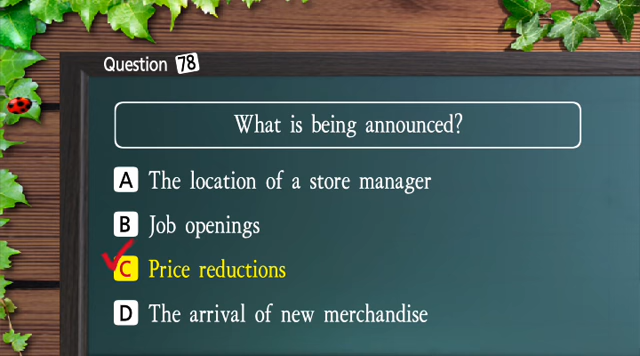 Question 78
What is being announced?
A The location of a store manager
B Job openings
C Price reductions
D The arrival of new merchandise